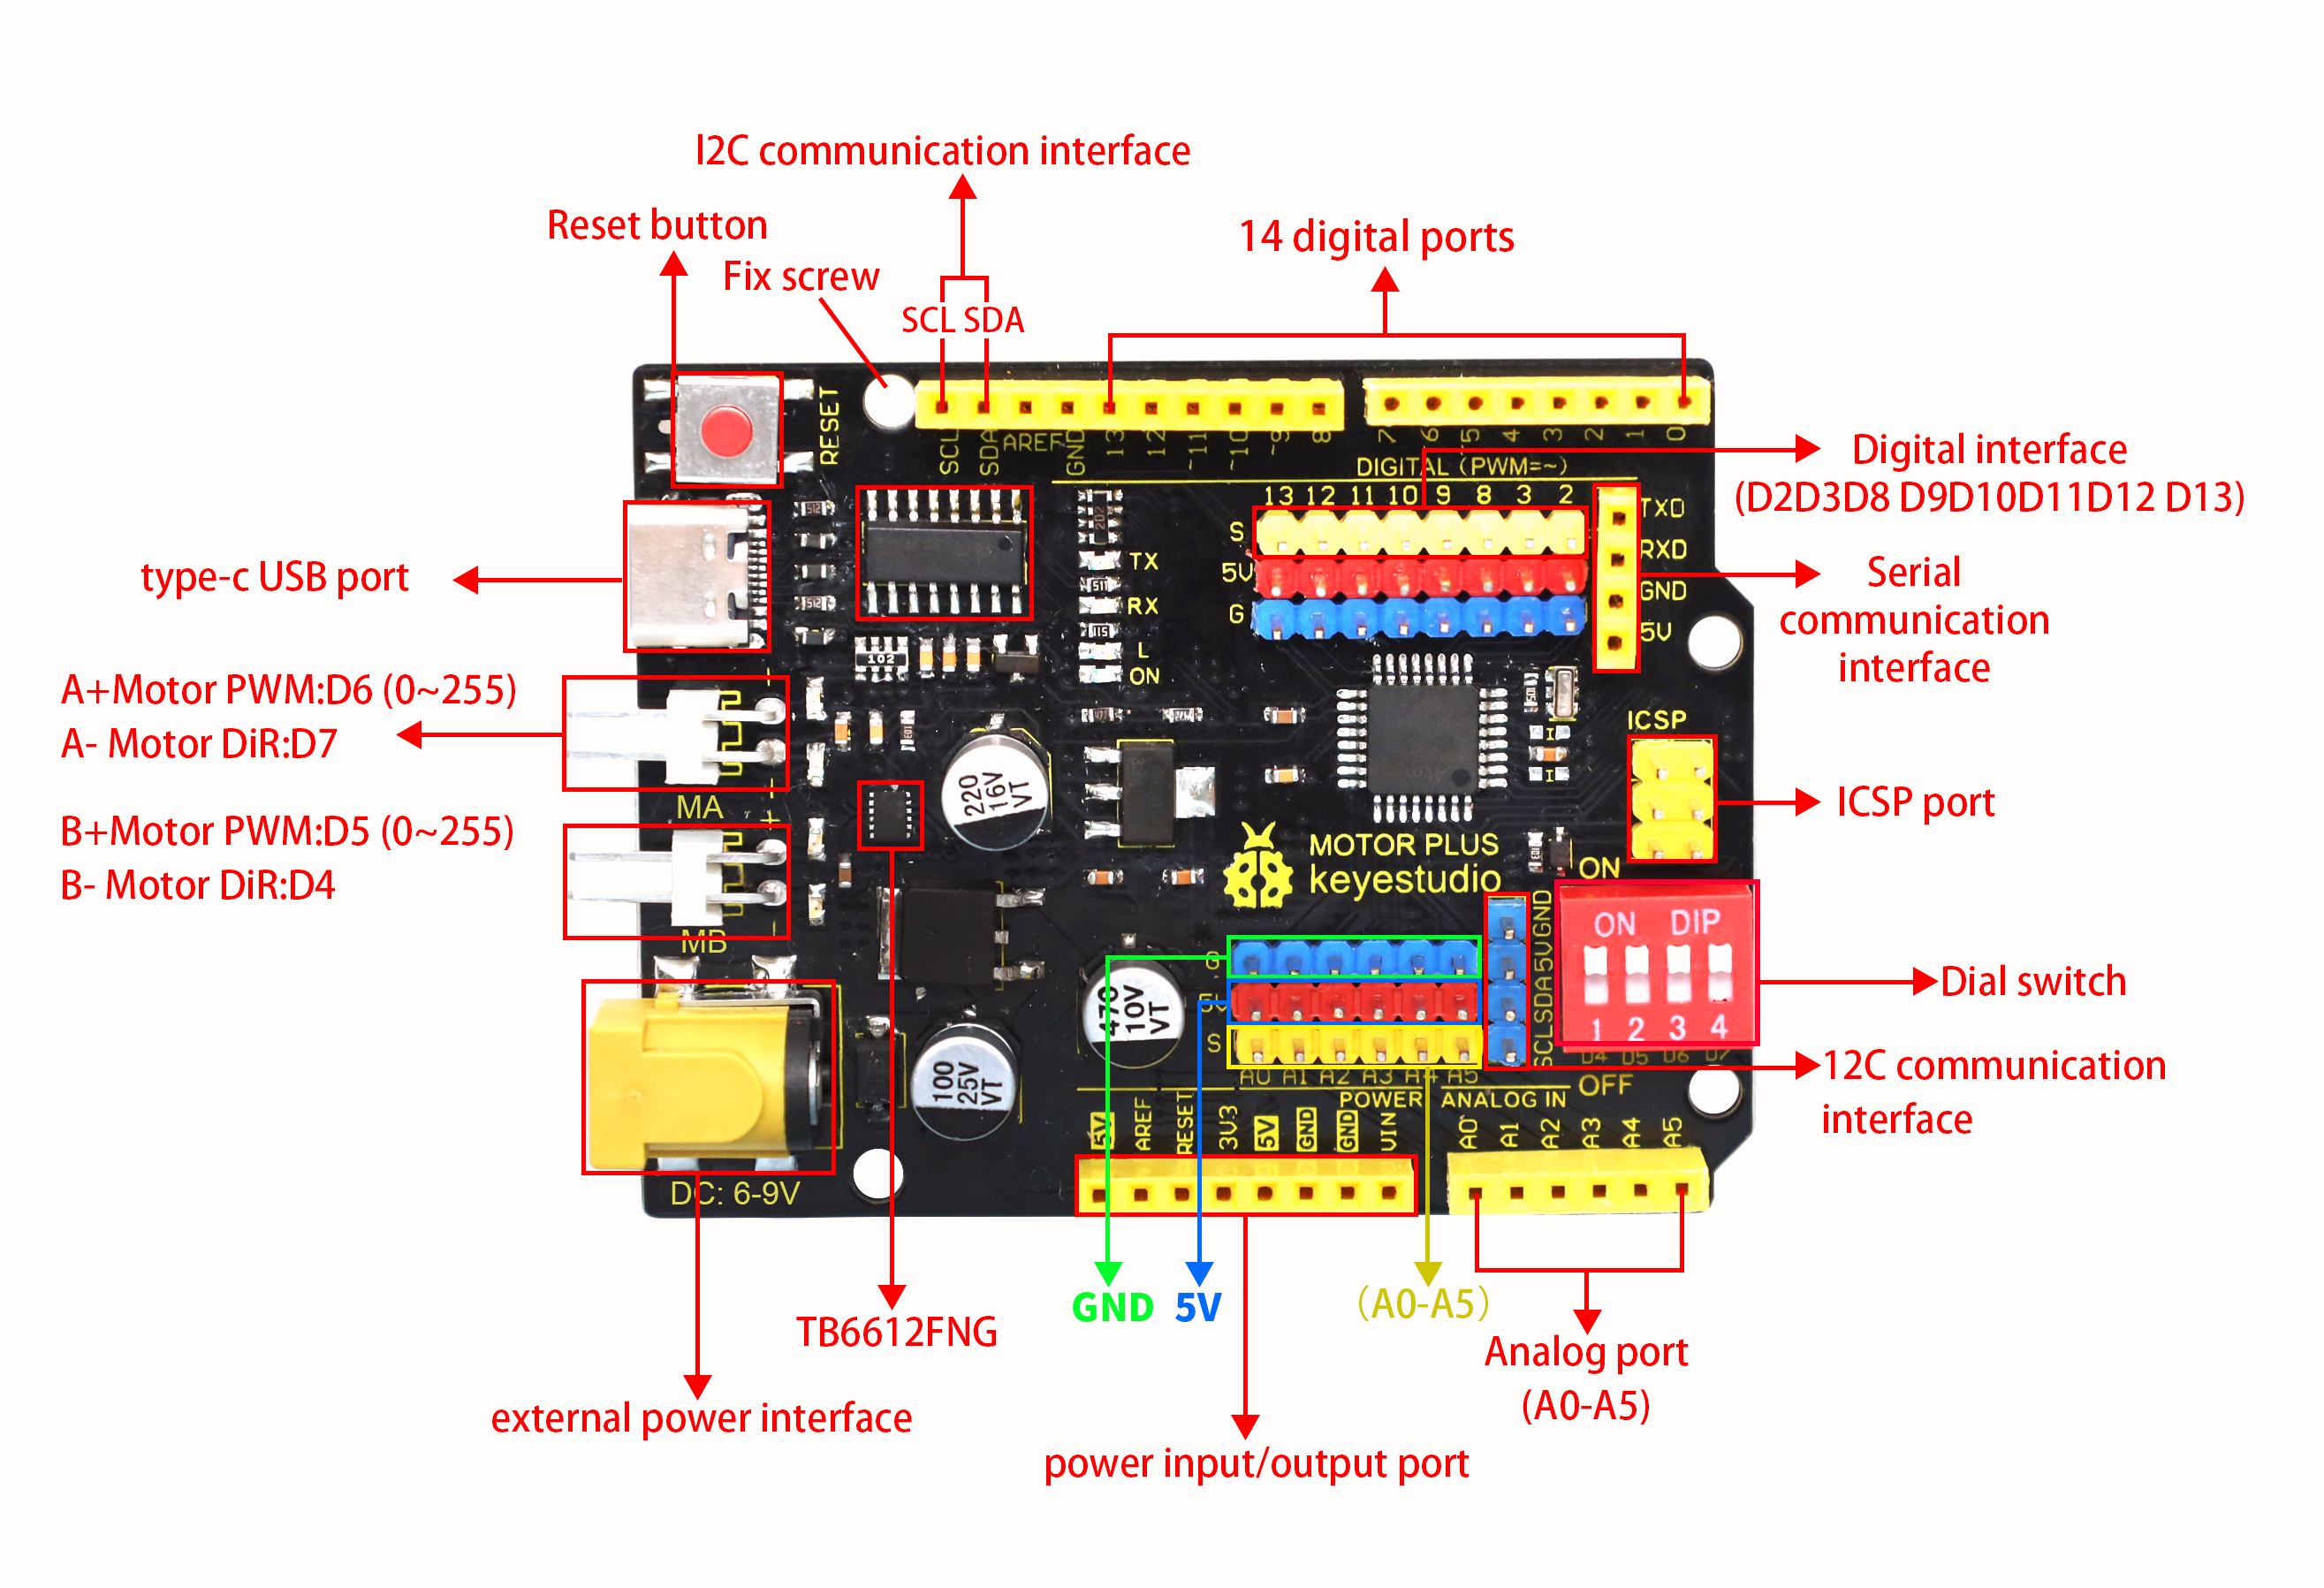 I2C communication interface
Reset button
Fix screw
SCL SDA
14 digital ports
RESET
SCL
SDA
AREF
GND
13
12
~11
~10
~9
8
7
6
~5
4
3
2
1
0
DIGITAL (PWM=~)
13 12 11 10 9 8 3 2
S
5V
G
TXD
RXD
GND
5V
Digital interface
(D2D3D8 D9D10D11D12 D13)
Serial
communication
interface
type-c USB port
TX
RX
L
ON
512
512
202
511
511
102
A+Motor PWM:D6 (0~255)
A- Motor DiR:D7
B+Motor PWM:D5 (0~255)
B- Motor DiR:D4
MA
MB
220
16V
VT
ICSP
ICSP port
MOTOR PLUS
keyestudio
ON
ON DIP
1 2 3 4
D4 D5 D6 D7
OFF
Dial switch
GND
5V
SDA
SCL
12C communication
interface
G
5V
S
A0 A1 A2 A3 A4 A5
470
10V
VT
100
25V
VT
POWER
ANALOG IN
5V
AREF
RESET
3V3
5V
GND
GND
VIN
A0
A1
A2
A3
A4
A5
DC: 6-9V
GND
5V
(A0-A5)
TB6612FNG
Analog port
(A0-A5)
external power interface
power input/output port